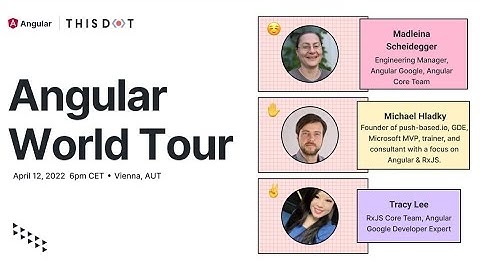 Angular
THIS DOT
Angular
World Tour
April 12, 2022 6pm CET • Vienna, AUT
Madleina
Scheidegger
Engineering Manager,
Angular Google, Angular
Core Team
Michael Hladky
Founder of push-based.io, GDE,
Microsoft MVP, trainer, and
consultant with a focus on
Angular & RxJS.
Tracy Lee
RxJS Core Team, Angular
Google Developer Expert